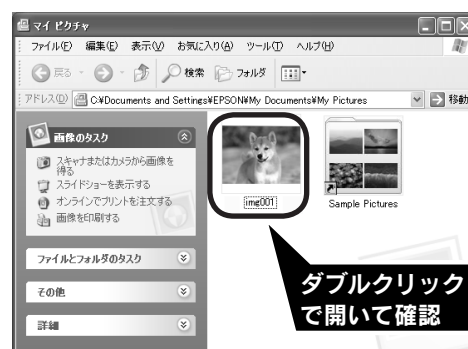 マイ ピクチャ
ファイル(F) 編集(E) 表示(V) お気に入り(A) ツール(T) ヘルプ(H)
戻る 検索 フォルダ
アドレス(D) C:¥Documents and Settings¥EPSON¥My Documents¥My Pictures 移動
画像のタスク
スキャナまたはカメラから画像を
得る
スライドショーを表示する
オンラインでプリントを注文する
画像を印刷する
ファイルとフォルダのタスク
その他
詳細
img001
Sample Pictures
ダブルクリック
で開いて確認